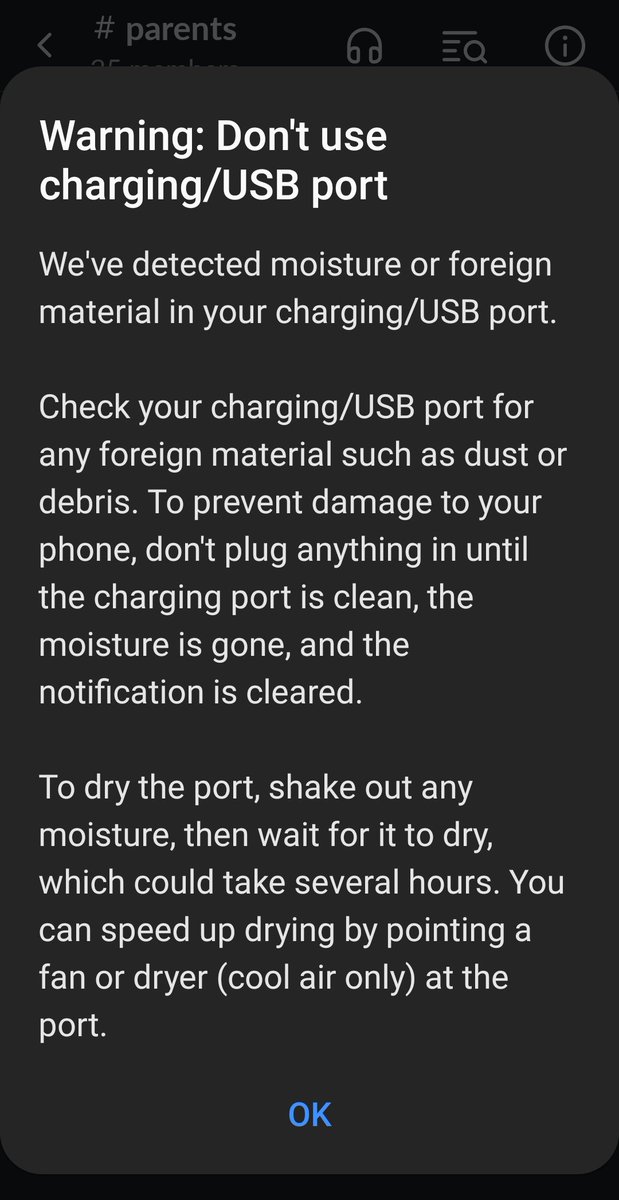 # parents
35 members
Warning: Don't use
charging/USB port
We've detected moisture or foreign
material in your charging/USB port.
Check your charging/USB port for
any foreign material such as dust or
debris. To prevent damage to your
phone, don't plug anything in until
the charging port is clean, the
moisture is gone, and the
notification is cleared.
To dry the port, shake out any
moisture, then wait for it to dry,
which could take several hours. You
can speed up drying by pointing a
fan or dryer (cool air only) at the
port.
OK